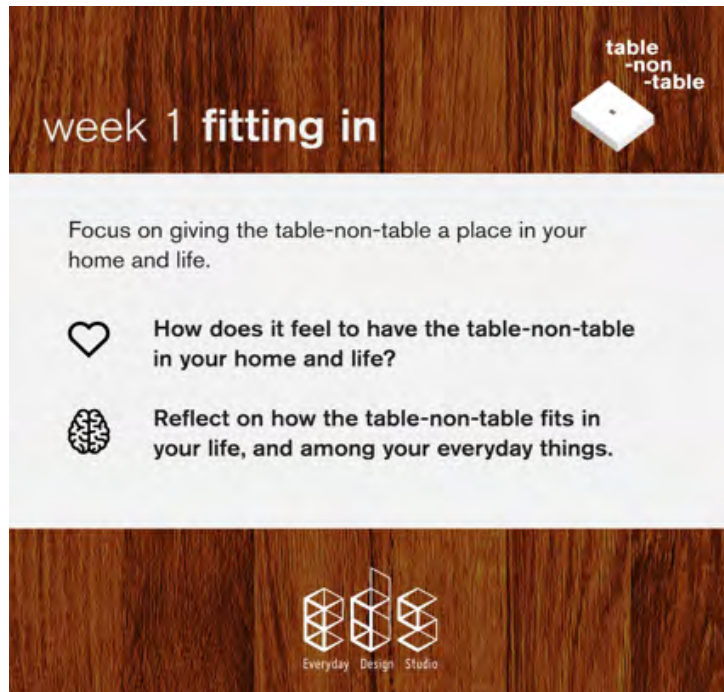 table
-non
-table
week 1 fitting in
Focus on giving the table-non-table a place in your
home and life.
How does it feel to have the table-non-table
in your home and life?
Reflect on how the table-non-table fits in
your life, and among your everyday things.
eds
Everyday Design Studio